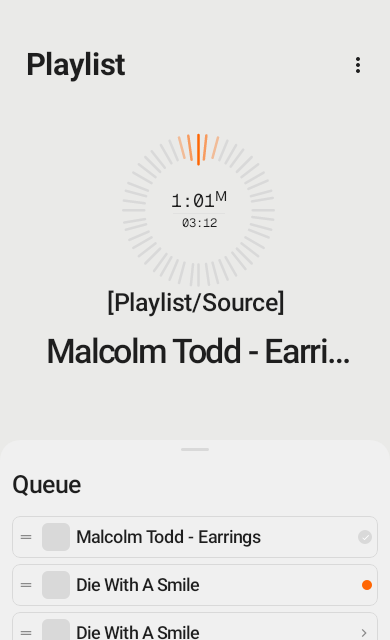 Playlist
1:01M
03:12
[Playlist/Source]
Malcolm Todd - Earri...
Queue
Malcolm Todd - Earrings
Die With A Smile
Die With A Smile